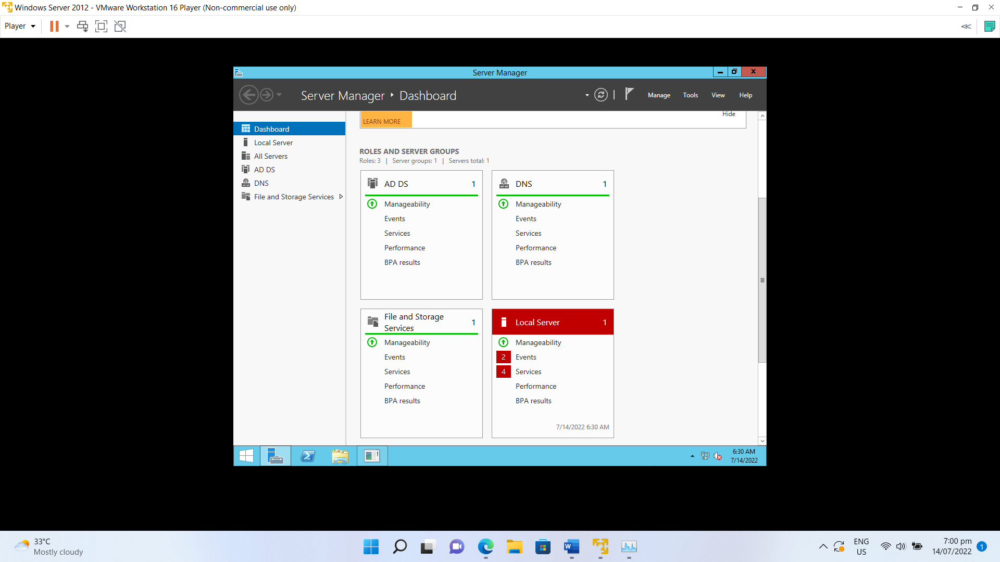 Windows Server 2012 - VMware Workstation 16 Player (Non-commercial use only)
Player
Server Manager
Server Manager Dashboard
Manage Tools View Help
Dashboard
Local Server
All Servers
AD DS
DNS
File and Storage Services
LEARN MORE
Hide
ROLES AND SERVER GROUPS
Roles: 3 | Server groups: 1 | Servers total: 1
AD DS 1
Manageability
Events
Services
Performance
BPA results
DNS 1
Manageability
Events
Services
Performance
BPA results
File and Storage
Services 1
Manageability
Events
Services
Performance
BPA results
Local Server 1
Manageability
2 Events
4 Services
Performance
BPA results
7/14/2022 6:30 AM
6:30 AM
7/14/2022
33°C
Mostly cloudy
W
ENG
US
7:00 pm
14/07/2022
1